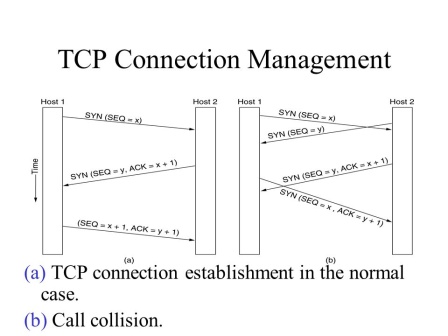 TCP Connection Management
Host 1
Host 2
Time
SYN (SEQ = x)
SYN (SEQ = y, ACK = x + 1)
(SEQ = x + 1, ACK = y + 1)
(a)
Host 1
Host 2
SYN (SEQ = x)
SYN (SEQ = y)
SYN (SEQ = y, ACK = x + 1)
SYN (SEQ = x , ACK = y + 1)
(b)
(a) TCP connection establishment in the normal
case.
(b) Call collision.